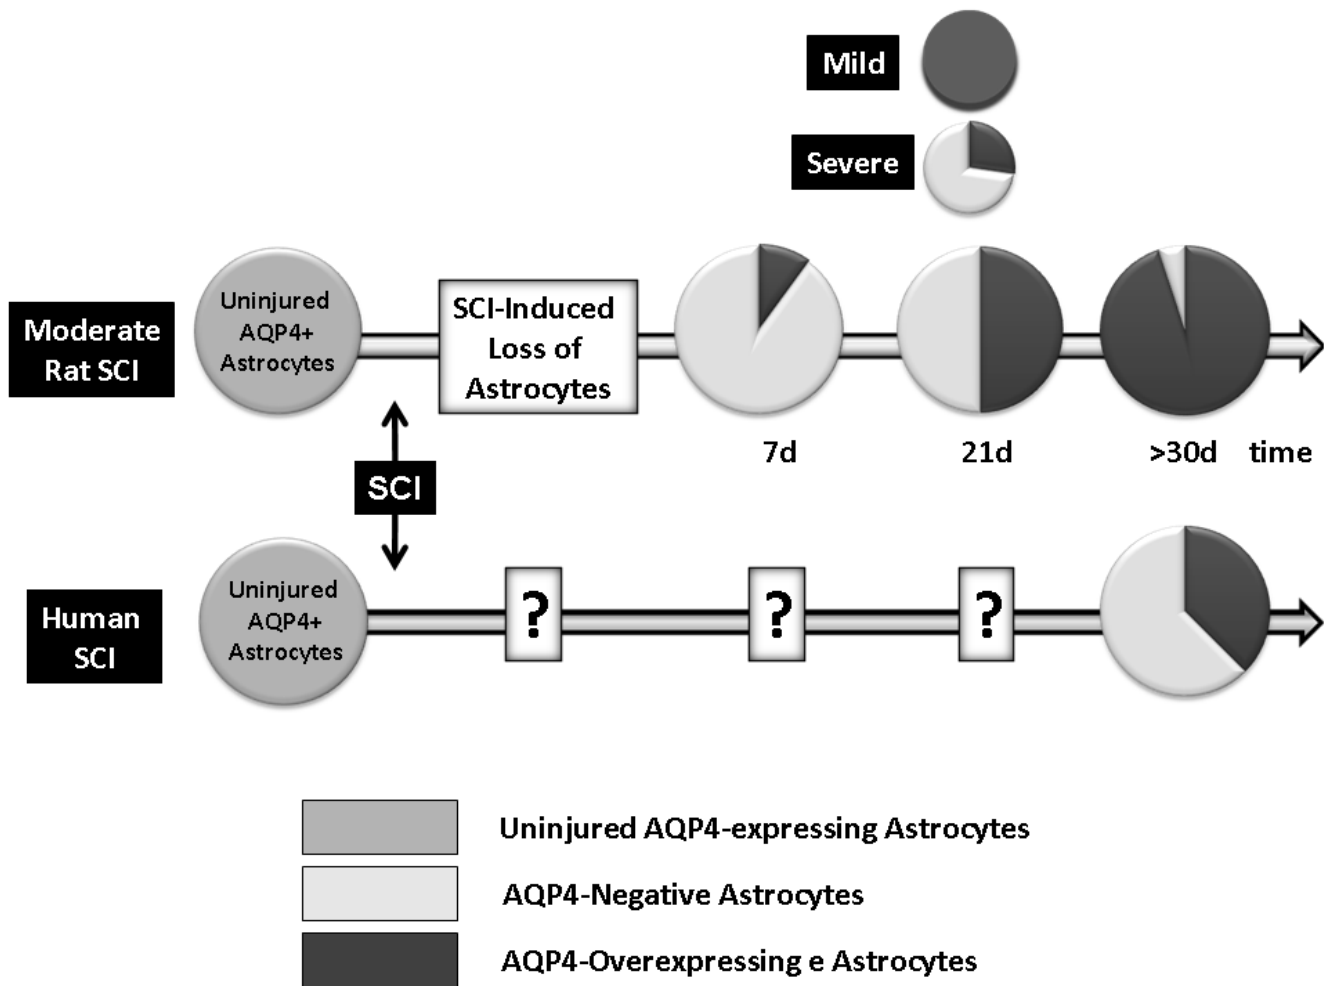 Mild
Severe
Moderate
Rat SCI
Uninjured
AQP4+
Astrocytes
SCI-Induced
Loss of
Astrocytes
7d
21d
>30d
time
SCI
Human
SCI
Uninjured
AQP4+
Astrocytes
?
?
?
Uninjured AQP4-expressing Astrocytes
AQP4-Negative Astrocytes
AQP4-Overexpressing e Astrocytes